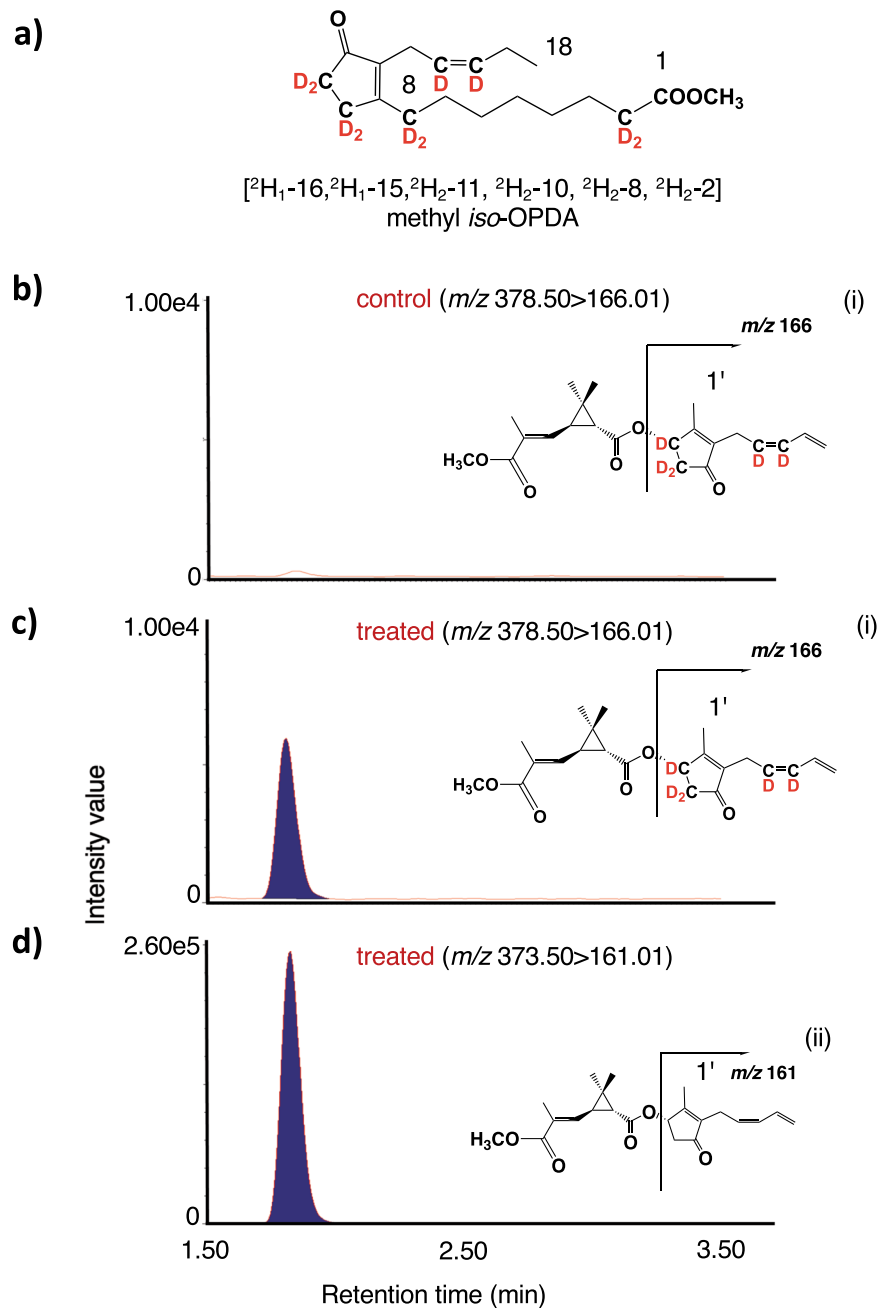 a)
O
18
1
8
D₂ C C C C COOCH₃
D D
C C C
D₂ D₂ D₂
[²H₁-16,²H₁-15,²H₂-11, ²H₂-10, ²H₂-8, ²H₂-2]
methyl iso-OPDA
b)
1.00e4
control (m/z 378.50>166.01)
(i)
m/z 166
1'
O DC
H₃CO
D₂C
C=C
D D
O
O
O
0
c)
1.00e4
treated (m/z 378.50>166.01)
(i)
m/z 166
1'
O DC
H₃CO
D₂C
C=C
D D
O
O
O
0
Intensity value
d)
2.60e5
treated (m/z 373.50>161.01)
(ii)
1' m/z 161
O
H₃CO
O
O
O
0
1.50 2.50 3.50
Retention time (min)